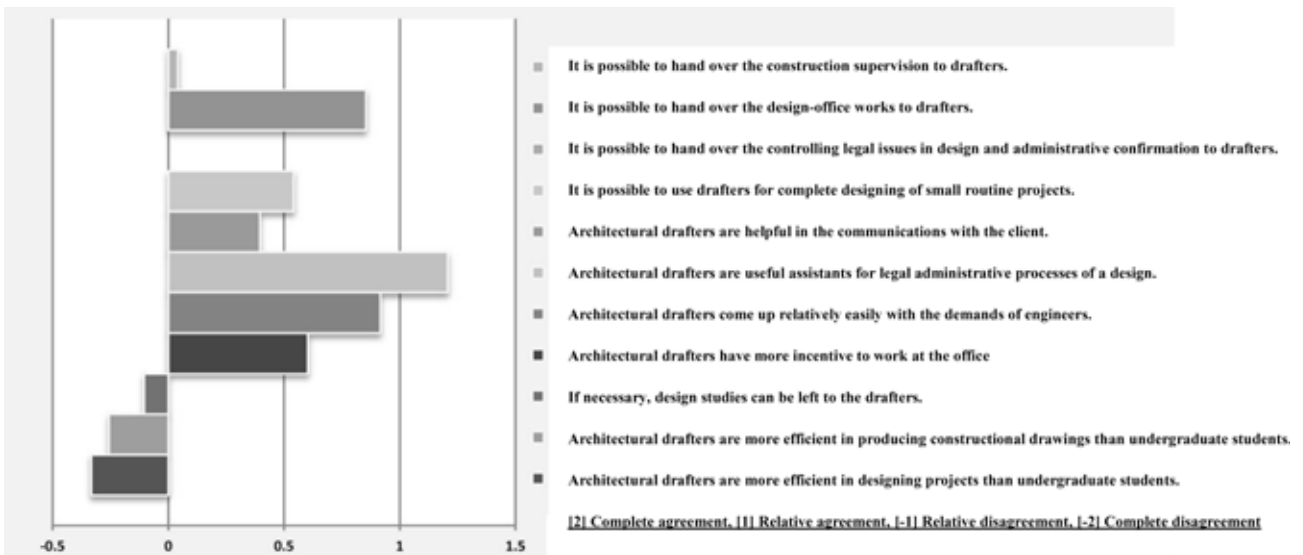 It is possible to hand over the construction supervision to drafters.
It is possible to hand over the design-office works to drafters.
It is possible to hand over the controlling legal issues in design and administrative confirmation to drafters.
It is possible to use drafters for complete designing of small routine projects.
Architectural drafters are helpful in the communications with the client.
Architectural drafters are useful assistants for legal administrative processes of a design.
Architectural drafters come up relatively easily with the demands of engineers.
Architectural drafters have more incentive to work at the office
If necessary, design studies can be left to the drafters.
Architectural drafters are more efficient in producing constructional drawings than undergraduate students.
Architectural drafters are more efficient in designing projects than undergraduate students.
[2] Complete agreement, [1] Relative agreement, [-1] Relative disagreement, [-2] Complete disagreement
-0.5 0 0.5 1 1.5